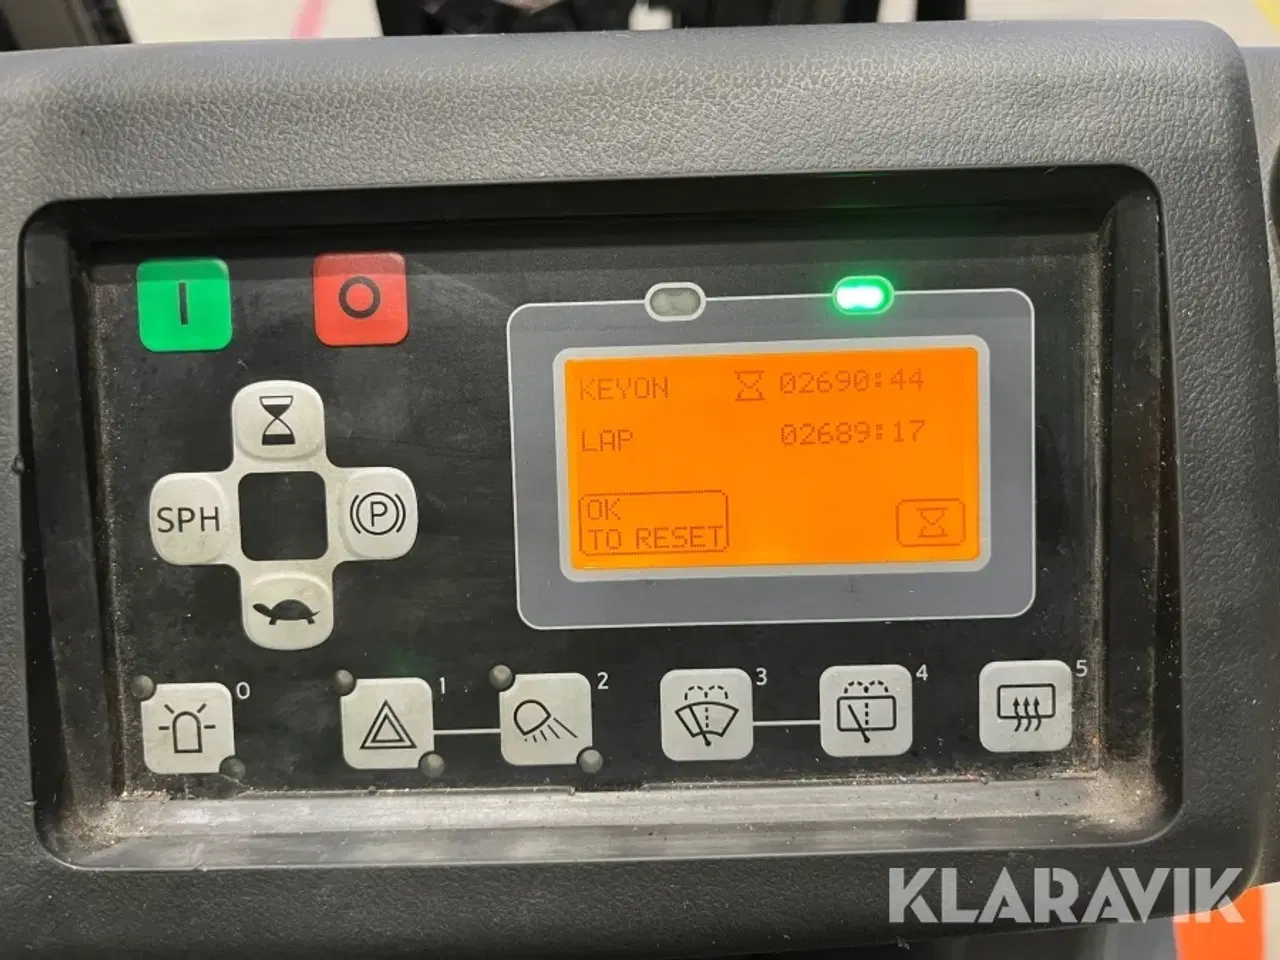 I O
KEYON 02690:44
LAP 02689:17
OK
TO RESET
SPH P
0 1 2 3 4 5
KLARAVIK